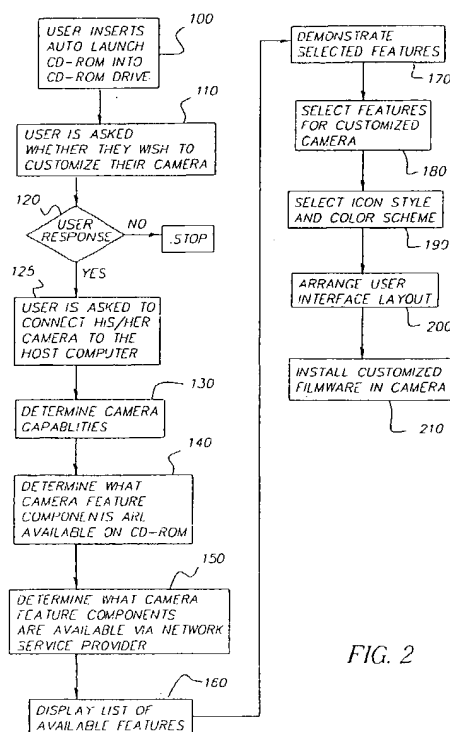 100
USER INSERTS
AUTO LAUNCH
CD-ROM INTO
CD-ROM DRIVE.
110
USER IS ASKED
WHETHER THEY WISH TO
CUSTOMIZE THEIR CAMERA
120
USER
RESPONSE
NO
.STOP
YES
125
USER IS ASKED TO
CONNECT HIS/HER
CAMERA TO THE
HOST COMPUTER
130
DETERMINE CAMERA
CAPABLITIES
140
DETERMINE WHAT
CAMERA FEATURE
COMPONENTS ARE
AVAILABLE ON CD-ROM
150
DETERMINE WHAT CAMERA
FEATURE COMPONENTS
ARE AVAILABLE VIA NETWORK
SERVICE PROVIDER
160
DISPLAY LIST OF
AVAILABLE FEATURES
DEMONSTRATE
SELECTED FEATURES
170
SELECT FEATURES
FOR CUSTOMIZED
CAMERA
180
SELECT ICON STYLE
AND COLOR SCHEME
190
ARRANGE USER
INTERFACE LAYOUT
200
INSTALL CUSTOMIZED
FILMWARE IN CAMERA
210
FIG. 2